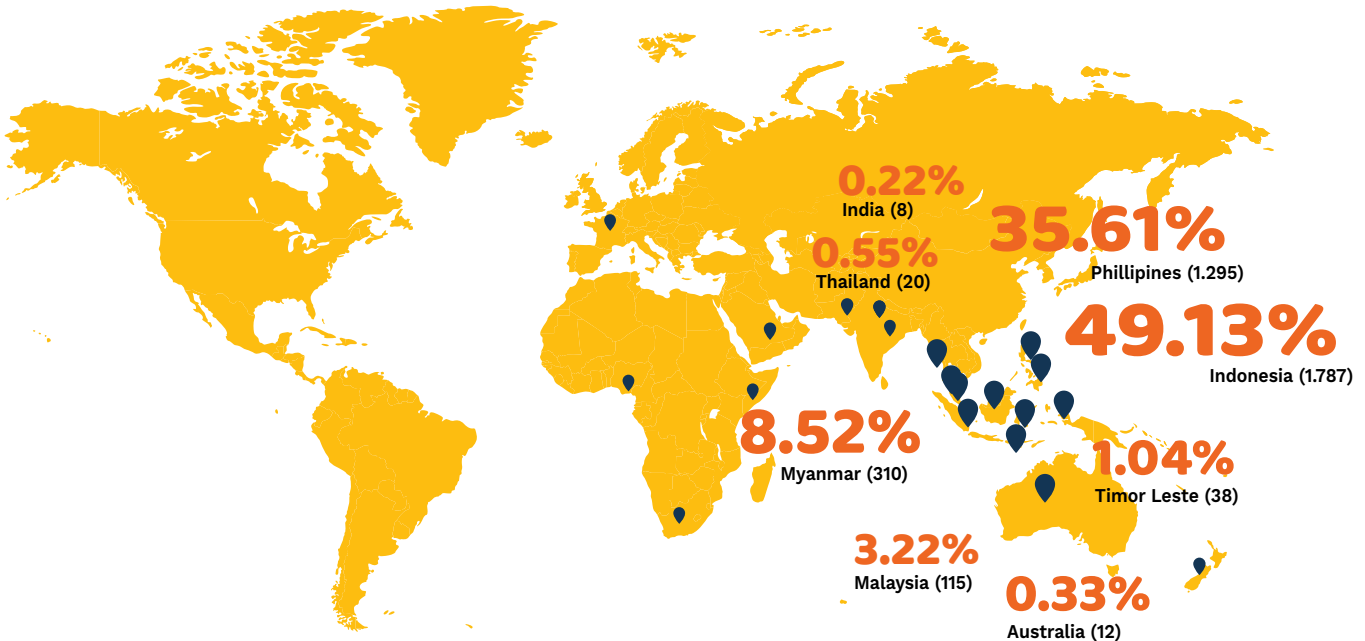 0.22%
India (8)
35.61%
Phillipines (1.295)
0.55%
Thailand (20)
49.13%
Indonesia (1.787)
8.52%
Myanmar (310)
1.04%
Timor Leste (38)
3.22%
Malaysia (115)
0.33%
Australia (12)